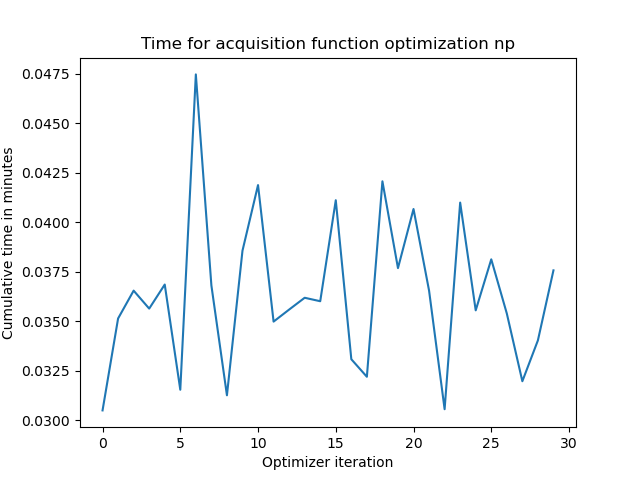 Time for acquisition function optimization np
Cumulative time in minutes
0.0475
0.0450
0.0425
0.0400
0.0375
0.0350
0.0325
0.0300
0 5 10 15 20 25 30
Optimizer iteration